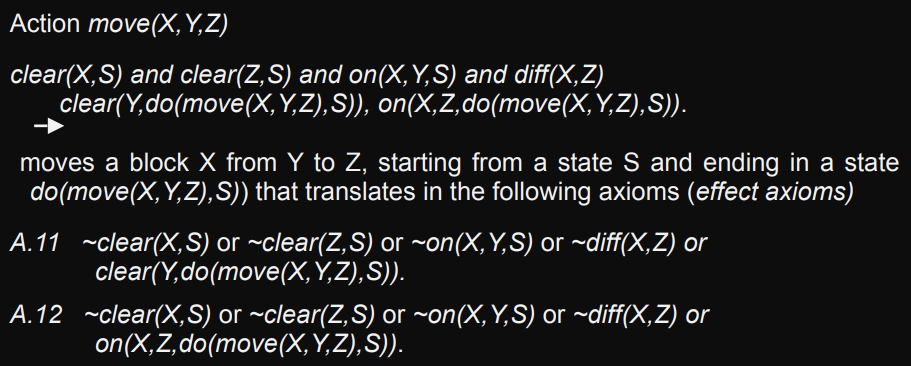 Action move(X,Y,Z)
clear(X,S) and clear(Z,S) and on(X,Y,S) and diff(X,Z)
clear(Y,do(move(X,Y,Z),S)), on(X,Z,do(move(X,Y,Z),S)).
→
moves a block X from Y to Z, starting from a state S and ending in a state
do(move(X,Y,Z),S)) that translates in the following axioms (effect axioms)
A.11 ~clear(X,S) or ~clear(Z,S) or ~on(X,Y,S) or ~diff(X,Z) or
clear(Y,do(move(X,Y,Z),S)).
A.12 ~clear(X,S) or ~clear(Z,S) or ~on(X,Y,S) or ~diff(X,Z) or
on(X,Z,do(move(X,Y,Z),S)).